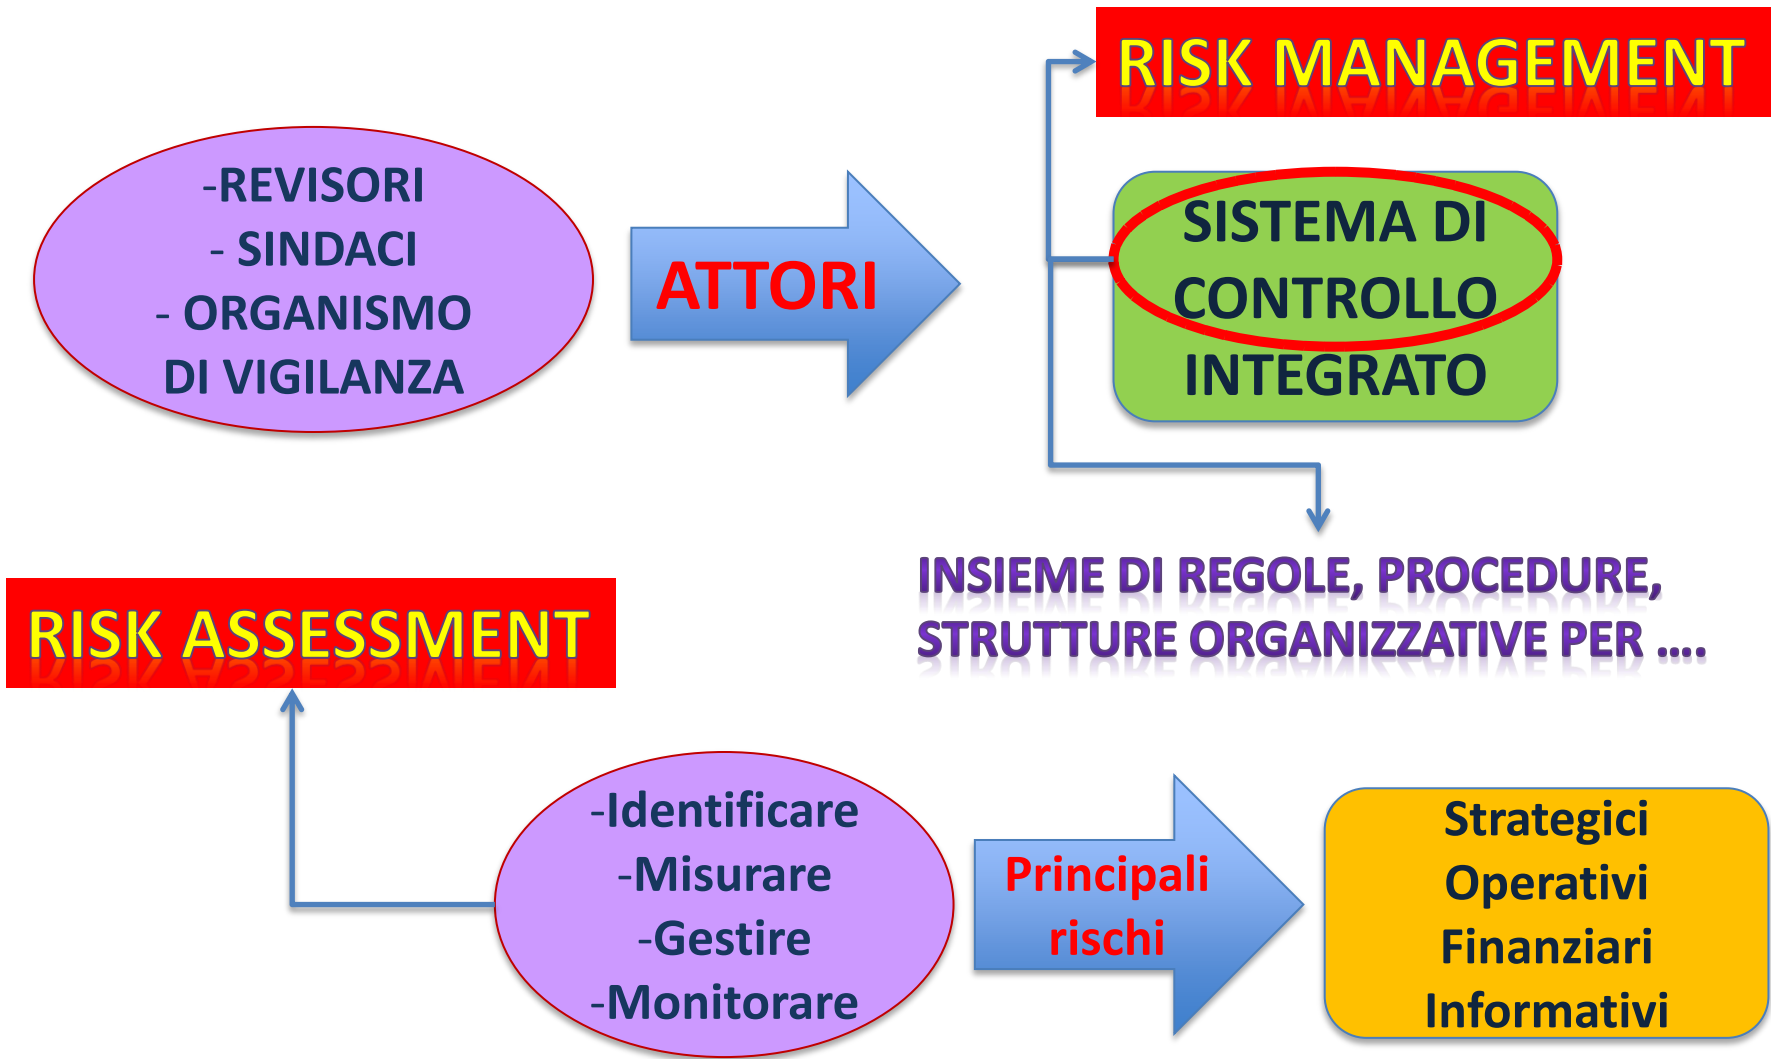 RISK MANAGEMENT
-REVISORI
- SINDACI
- ORGANISMO
DI VIGILANZA
ATTORI
SISTEMA DI
CONTROLLO
INTEGRATO
INSIEME DI REGOLE, PROCEDURE,
STRUTTURE ORGANIZZATIVE PER ....
RISK ASSESSMENT
-Identificare
-Misurare
-Gestire
-Monitorare
Principali
rischi
Strategici
Operativi
Finanziari
Informativi